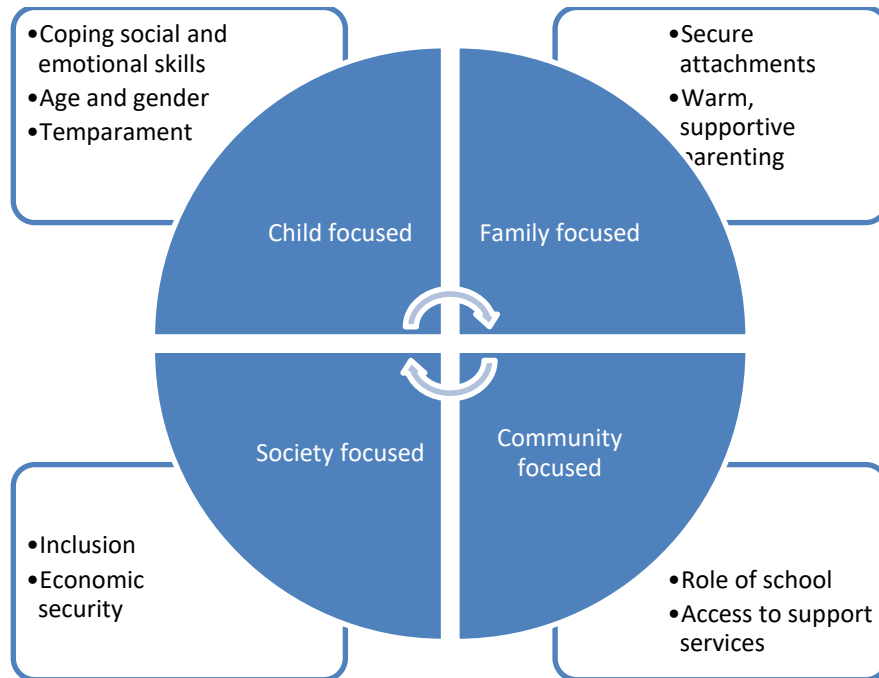 •Coping social and
emotional skills
•Age and gender
•Temparament
•Secure
attachments
•Warm,
supportive
parenting
Child focused
Family focused
Society focused
Community
focused
•Inclusion
•Economic
security
•Role of school
•Access to support
services